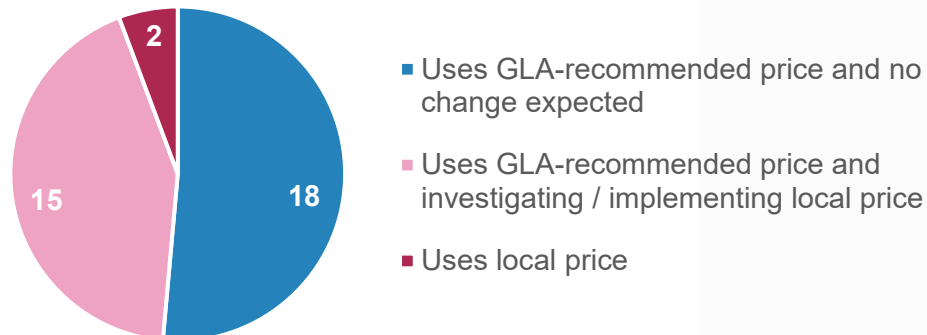 2
15
18
Uses GLA-recommended price and no
change expected
Uses GLA-recommended price and
investigating / implementing local price
Uses local price